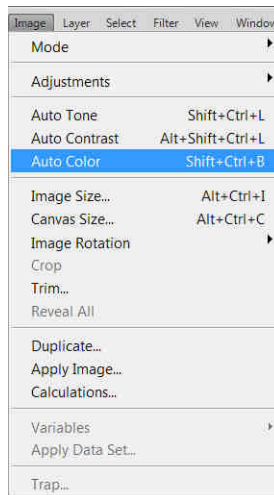 Image Layer Select Filter View Window
Mode
Adjustments
Auto Tone Shift+Ctrl+L
Auto Contrast Alt+Shift+Ctrl+L
Auto Color Shift+Ctrl+B
Image Size... Alt+Ctrl+I
Canvas Size... Alt+Ctrl+C
Image Rotation
Crop
Trim...
Reveal All
Duplicate...
Apply Image...
Calculations...
Variables
Apply Data Set...
Trap...